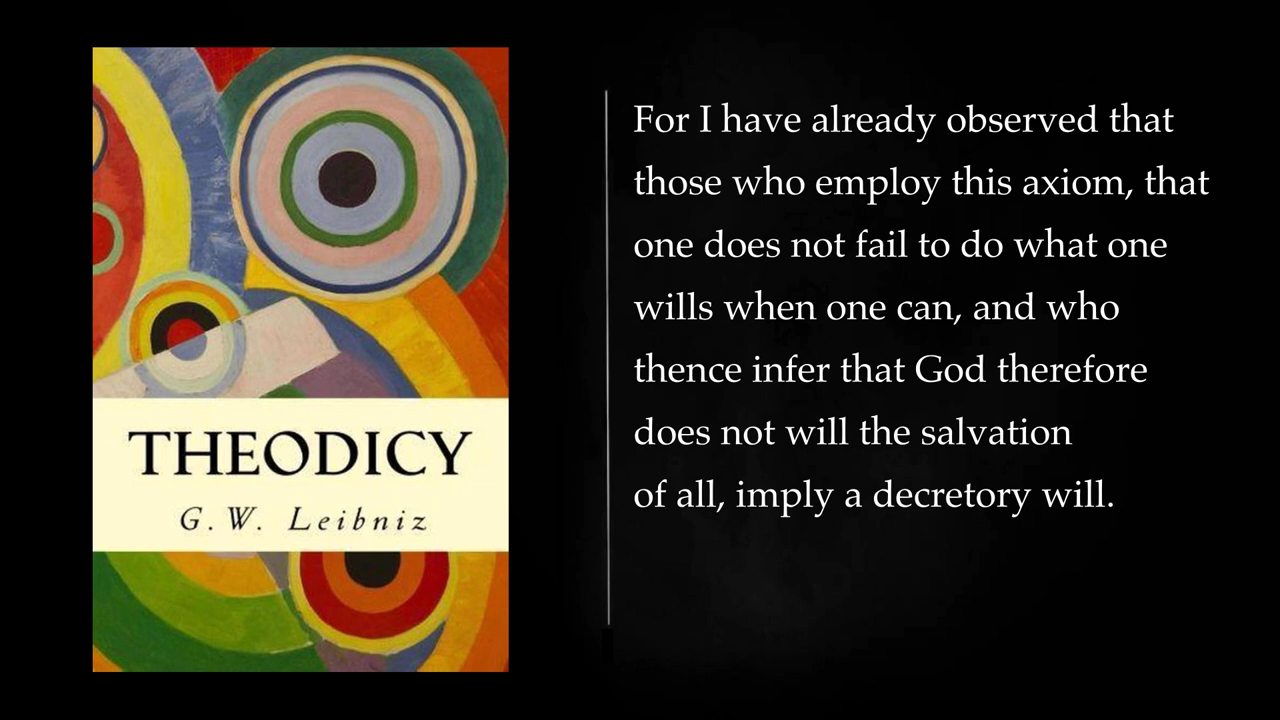 THEODICY
G. W. Leibniz
For I have already observed that
those who employ this axiom, that
one does not fail to do what one
wills when one can, and who
thence infer that God therefore
does not will the salvation
of all, imply a decretory will.